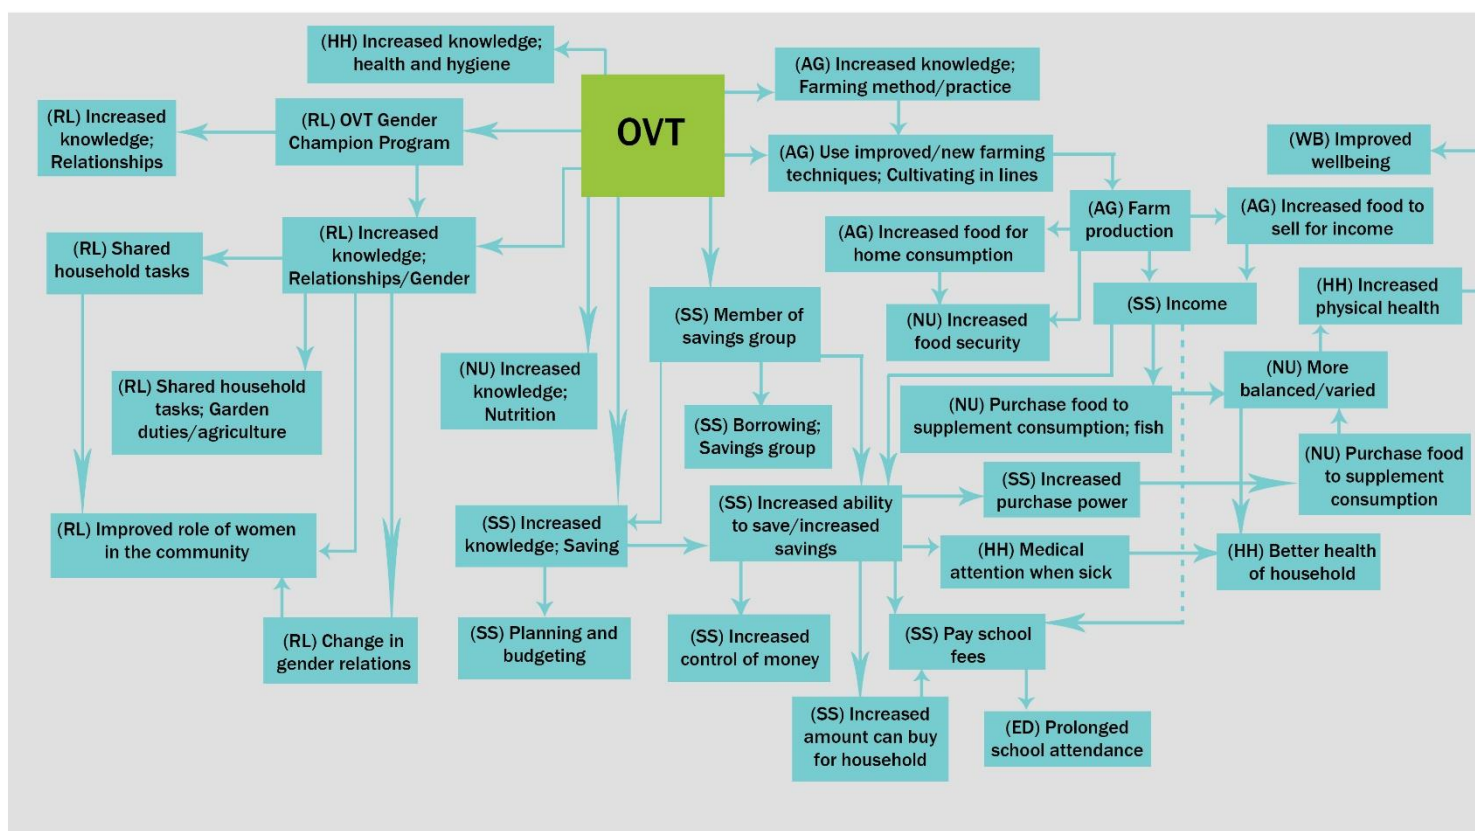 (HH) Increased knowledge;
health and hygiene
OVT
(AG) Increased knowledge;
Farming method/practice
(RL) Increased
knowledge;
Relationships
(RL) OVT Gender
Champion Program
(AG) Use improved/new farming
techniques; Cultivating in lines
(WB) Improved
wellbeing
(RL) Shared
household tasks
(RL) Increased
knowledge;
Relationships/Gender
(AG) Increased food for
home consumption
(AG) Farm
production
(AG) Increased food to
sell for income
(SS) Member of
savings group
(NU) Increased
food security
(SS) Income
(HH) Increased
physical health
(RL) Shared household
tasks; Garden
duties/agriculture
(NU) Increased
knowledge;
Nutrition
(SS) Borrowing;
Savings group
(NU) Purchase food to
supplement consumption; fish
(NU) More
balanced/varied
(NU) Purchase food
to supplement
consumption
(RL) Improved role of women
in the community
(SS) Increased
knowledge; Saving
(SS) Increased ability
to save/increased
savings
(SS) Increased
purchase power
(HH) Medical
attention when sick
(HH) Better health
of household
(RL) Change in
gender relations
(SS) Planning and
budgeting
(SS) Increased
control of money
(SS) Pay school
fees
(SS) Increased
amount can buy
for household
(ED) Prolonged
school attendance